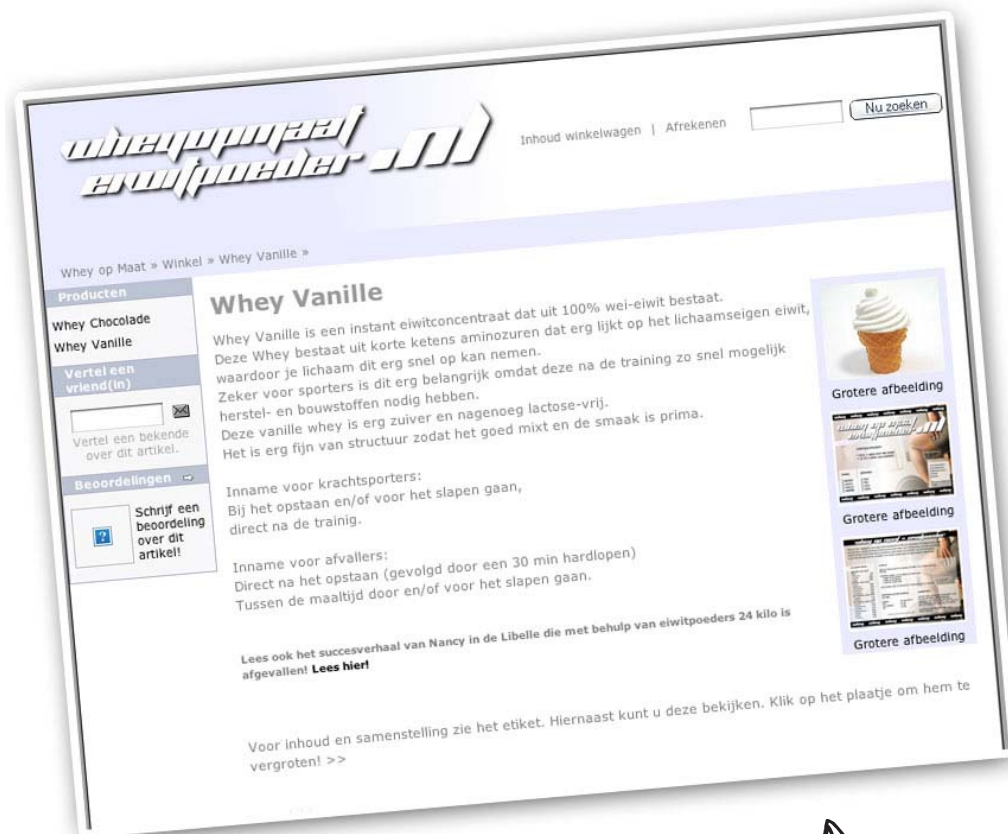 wheyopmaat
eiwitpoeder .nl
Inhoud winkelwagen | Afrekenen
Nu zoeken
Whey op Maat » Winkel » Whey Vanille »
Producten
Whey Chocolade
Whey Vanille
Vertel een
vriend(in)
Vertel een bekende
over dit artikel.
Beoordelingen
Schrijf een
beoordeling
over dit
artikel!
Whey Vanille
Whey Vanille is een instant eiwitconcentraat dat uit 100% wei-eiwit bestaat.
Deze Whey bestaat uit korte ketens aminozuren dat erg lijkt op het lichaamseigen eiwit,
waardoor je lichaam dit erg snel op kan nemen.
Zeker voor sporters is dit erg belangrijk omdat deze na de training zo snel mogelijk
herstel- en bouwstoffen nodig hebben.
Deze vanille whey is erg zuiver en nagenoeg lactose-vrij.
Het is erg fijn van structuur zodat het goed mixt en de smaak is prima.
Inname voor krachtsporters:
Bij het opstaan en/of voor het slapen gaan,
direct na de trainig.
Inname voor afvallers:
Direct na het opstaan (gevolgd door een 30 min hardlopen)
Tussen de maaltijd door en/of voor het slapen gaan.
Lees ook het succesverhaal van Nancy in de Libelle die met behulp van eiwitpoeders 24 kilo is
afgevallen! Lees hier!
Voor inhoud en samenstelling zie het etiket. Hiernaast kunt u deze bekijken. Klik op het plaatje om hem te
vergroten! >>
Grotere afbeelding
Grotere afbeelding
Grotere afbeelding